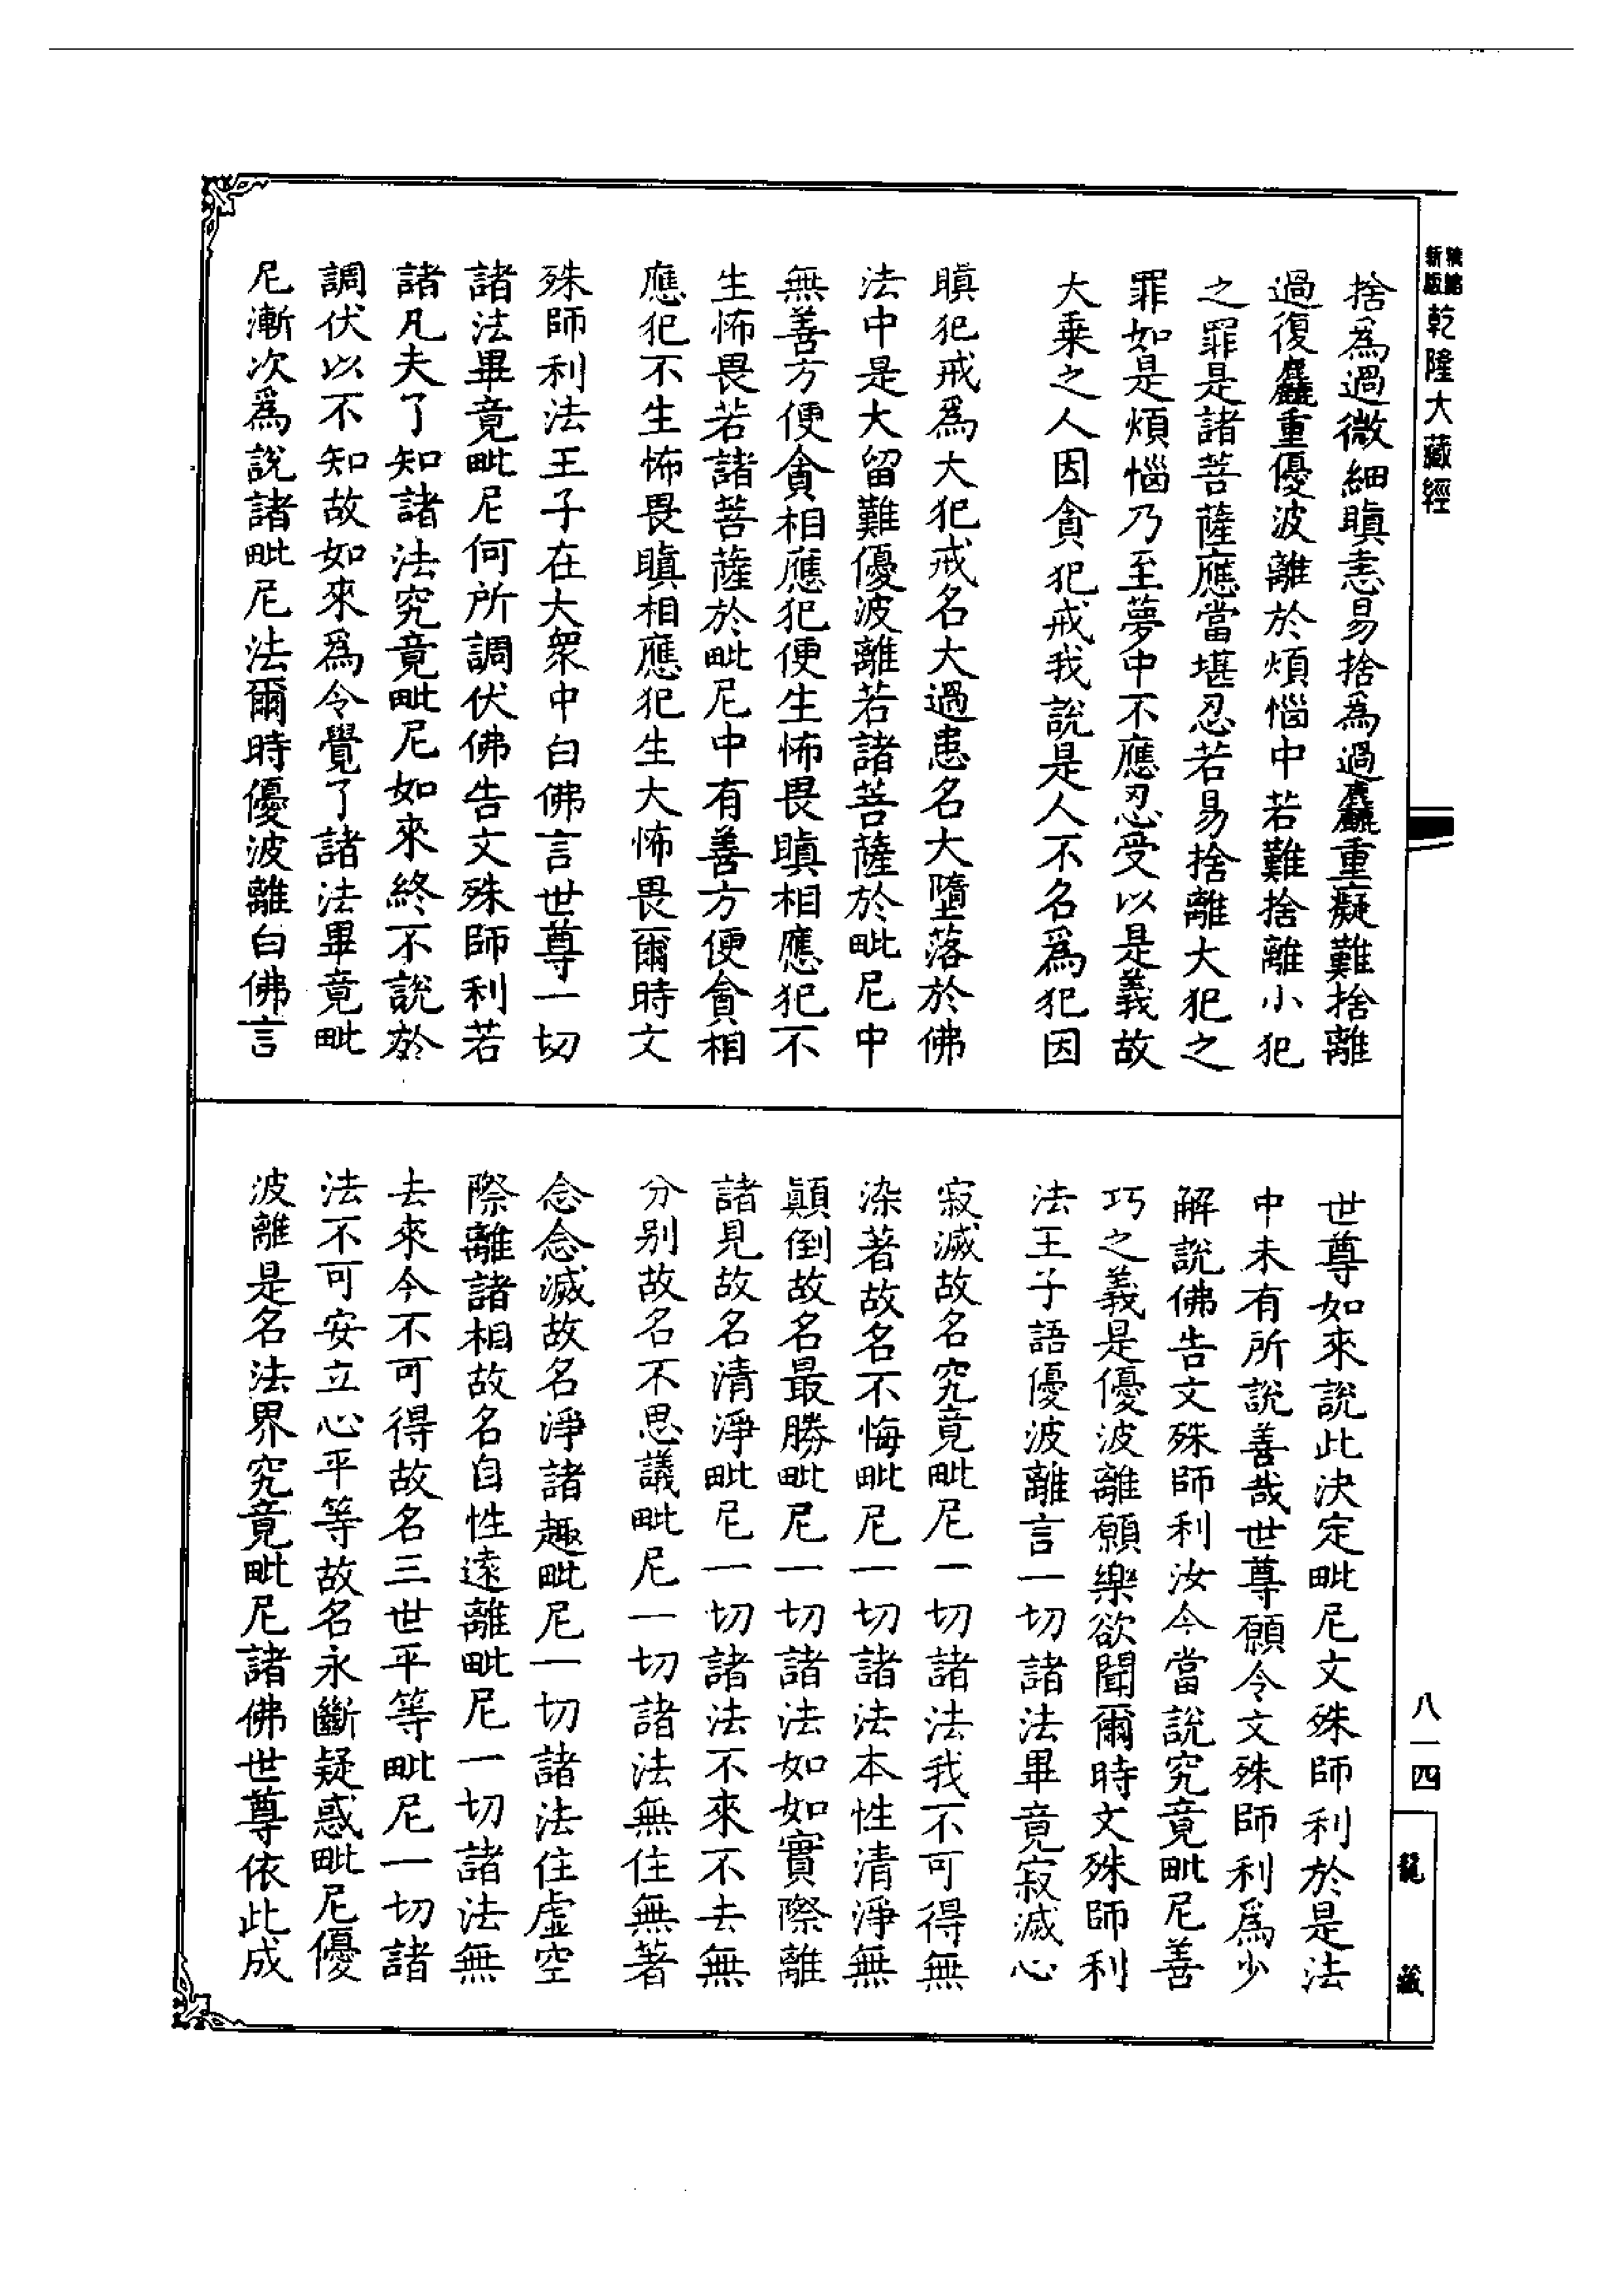 新版
精縮
乾隆大藏經
捨爲過微細瞋恚易捨爲過麤重癡難捨離
過復麤重優波離於煩惱中若難捨離小犯
之罪是諸菩薩應當堪忍若易捨離大犯之
罪如是煩惱乃至夢中不應忍受以是義故
大乗之人因貪犯戒我説是人不名爲犯因
瞋犯戒爲大犯戒名大過患名大墮落於佛
法中是大留難優波離若諸菩薩於毗尼中
無善方便貪相應犯便生怖畏瞋相應犯不
生怖畏若諸菩薩於毗尼中有善方便貪相
應犯不生怖畏瞋相應犯生大怖畏爾時文
殊師利法王子在大衆中白佛言世尊一切
諸法畢竟毗尼何所調伏佛告文殊師利若
諸凡夫了知諸法究竟毗尼如來終不説於
調伏以不知故如來爲令覺了諸法畢竟毗
尼漸次爲説諸毗尼法爾時優波離白佛言
世尊如來説此決定毗尼文殊師利於是法
中未有所説善哉世尊願令文殊師利爲少
解説佛告文殊師利汝今當説究竟毗尼善
巧之義是優波離願樂欲聞爾時文殊師利
法王子語優波離言一切諸法畢竟寂滅心
寂滅故名究竟毗尼一切諸法我不可得無
染著故名不悔毗尼一切諸法本性清淨無
顛倒故名最勝毗尼一切諸法如如實際離
諸見故名清淨毗尼一切諸法不來不去無
分别故名不思議毗尼一切諸法無住無著
念念滅故名淨諸趣毗尼一切諸法住虛空
際離諸相故名自性遠離毗尼一切諸法無
去來今不可得故名三世平等毗尼一切諸
法不可安立心平等故名永斷疑惑毗尼優
波離是名法界究竟毗尼諸佛世尊依此成
八一四
龍藏